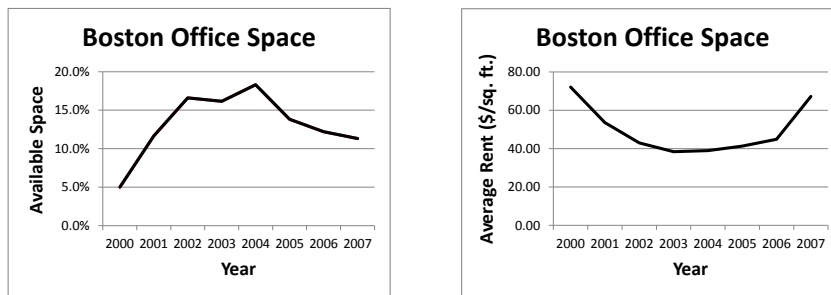 Boston Office Space
20.0%
15.0%
10.0%
5.0%
0.0%
Available Space
2000 2001 2002 2003 2004 2005 2006 2007
Year
Boston Office Space
80.00
60.00
40.00
20.00
0.00
Average Rent ($/sq. ft.)
2000 2001 2002 2003 2004 2005 2006 2007
Year